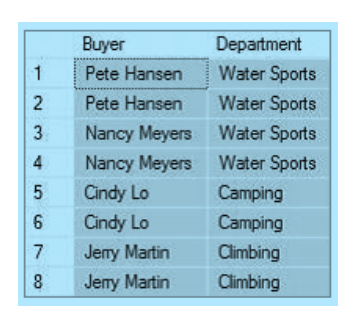 Buyer Department
1 Pete Hansen Water Sports
2 Pete Hansen Water Sports
3 Nancy Meyers Water Sports
4 Nancy Meyers Water Sports
5 Cindy Lo Camping
6 Cindy Lo Camping
7 Jerry Martin Climbing
8 Jerry Martin Climbing